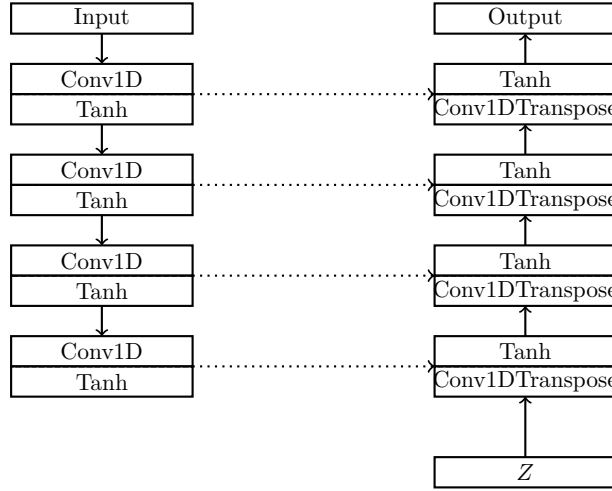 Input
Conv1D
Tanh
Conv1D
Tanh
Conv1D
Tanh
Conv1D
Tanh
Output
Tanh
Conv1DTranspose
Tanh
Conv1DTranspose
Tanh
Conv1DTranspose
Tanh
Conv1DTranspose
Z